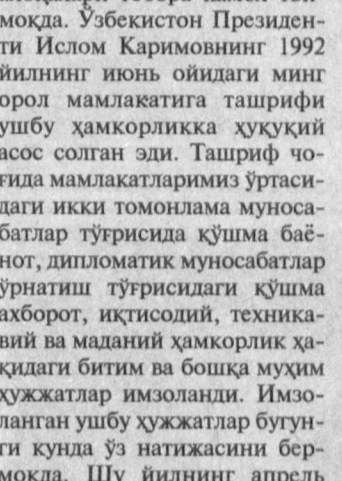 моқда. Ўзбекистон Президен-
ти Ислом Каримовнинг 1992
йилнинг июнь ойидаги минг
орол мамлакатига ташрифи
ушбу ҳамкорликка ҳуқуқий
асос солган эди. Ташриф чо-
ғида мамлакатларимиз ўртаси-
даги икки томонлама муноса-
батлар тўғрисида қўшма баё-
нот, дипломатик муносабатлар
ўрнатиш тўғрисидаги қўшма
ахборот, иқтисодий, техника-
вий ва маданий ҳамкорлик ҳа-
қидаги битим ва бошқа муҳим
ҳужжатлар имзоланди. Имзо-
ланган ушбу ҳужжатлар бугун-
ги кунда ўз натижасини бер-
моқда. Шу йилнинг апрель